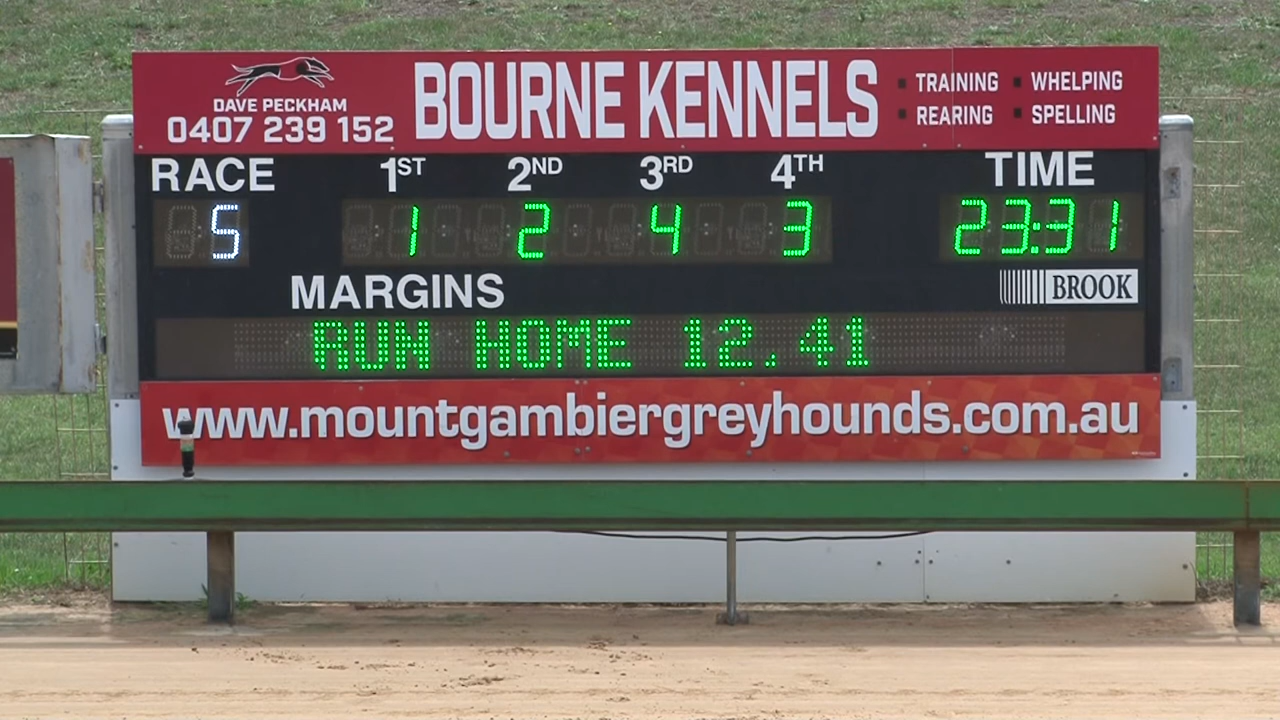 DAVE PECKHAM
0407 239 152
BOURNE KENNELS
▪ TRAINING ▪ WHELPING
▪ REARING ▪ SPELLING
RACE 1ST 2ND 3RD 4TH TIME
5 1 2 4 3 23:31
MARGINS
BROOK
RUN HOME 12.41
www.mountgambiergreyhounds.com.au